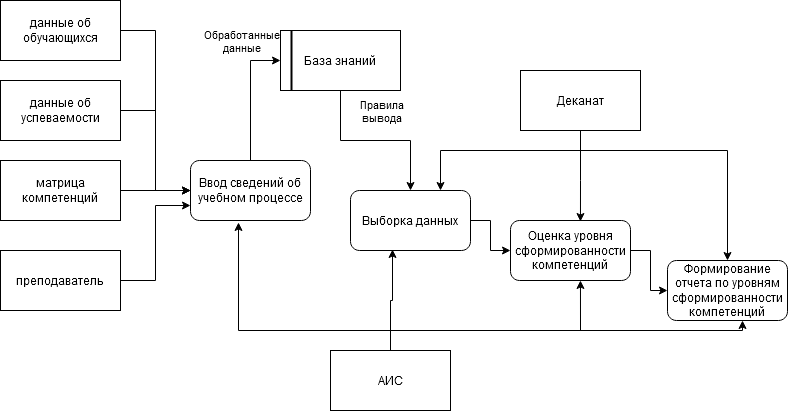 данные об
обучающихся
данные об
успеваемости
матрица
компетенций
преподаватель
Обработанные
данные
База знаний
Правила
вывода
Деканат
Ввод сведений об
учебном процессе
Выборка данных
Оценка уровня
сформированности
компетенций
Формирование
отчета по уровням
сформированности
компетенций
АИС